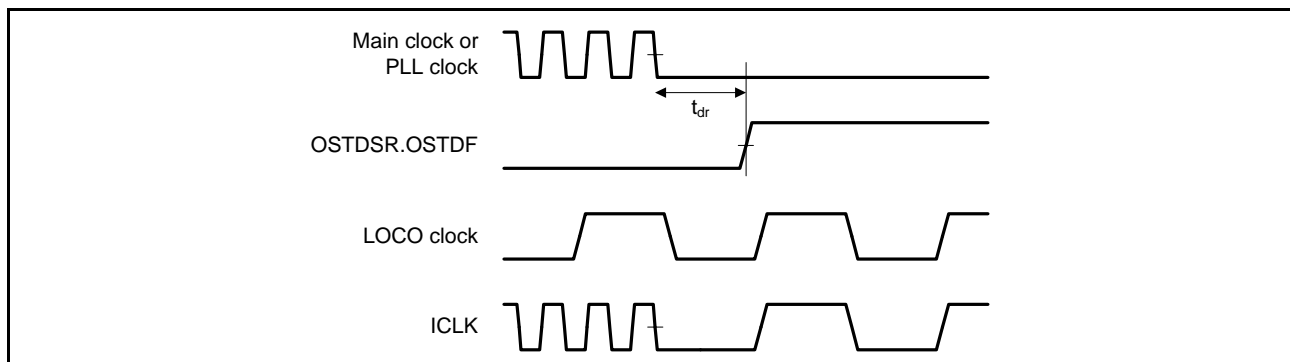 Main clock or
PLL clock
tdr
OSTDSR.OSTDF
LOCO clock
ICLK